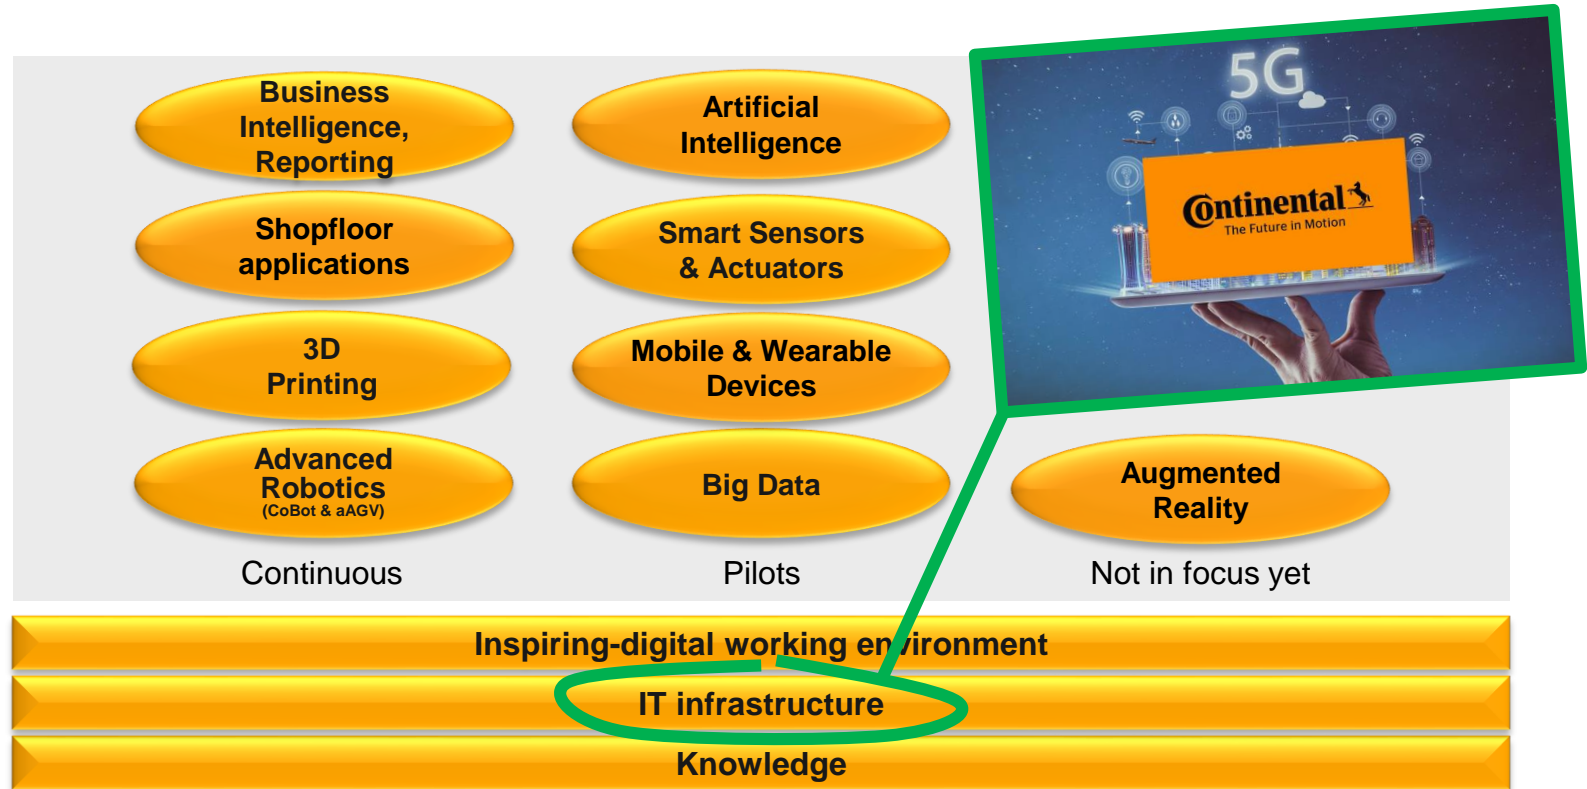 5G
Continental
The Future in Motion
Business
Intelligence,
Reporting
Artificial
Intelligence
Shopfloor
applications
Smart Sensors
& Actuators
3D
Printing
Mobile & Wearable
Devices
Advanced
Robotics
(CoBot & aAGV)
Big Data
Augmented
Reality
Continuous
Pilots
Not in focus yet
Inspiring-digital working environment
IT infrastructure
Knowledge